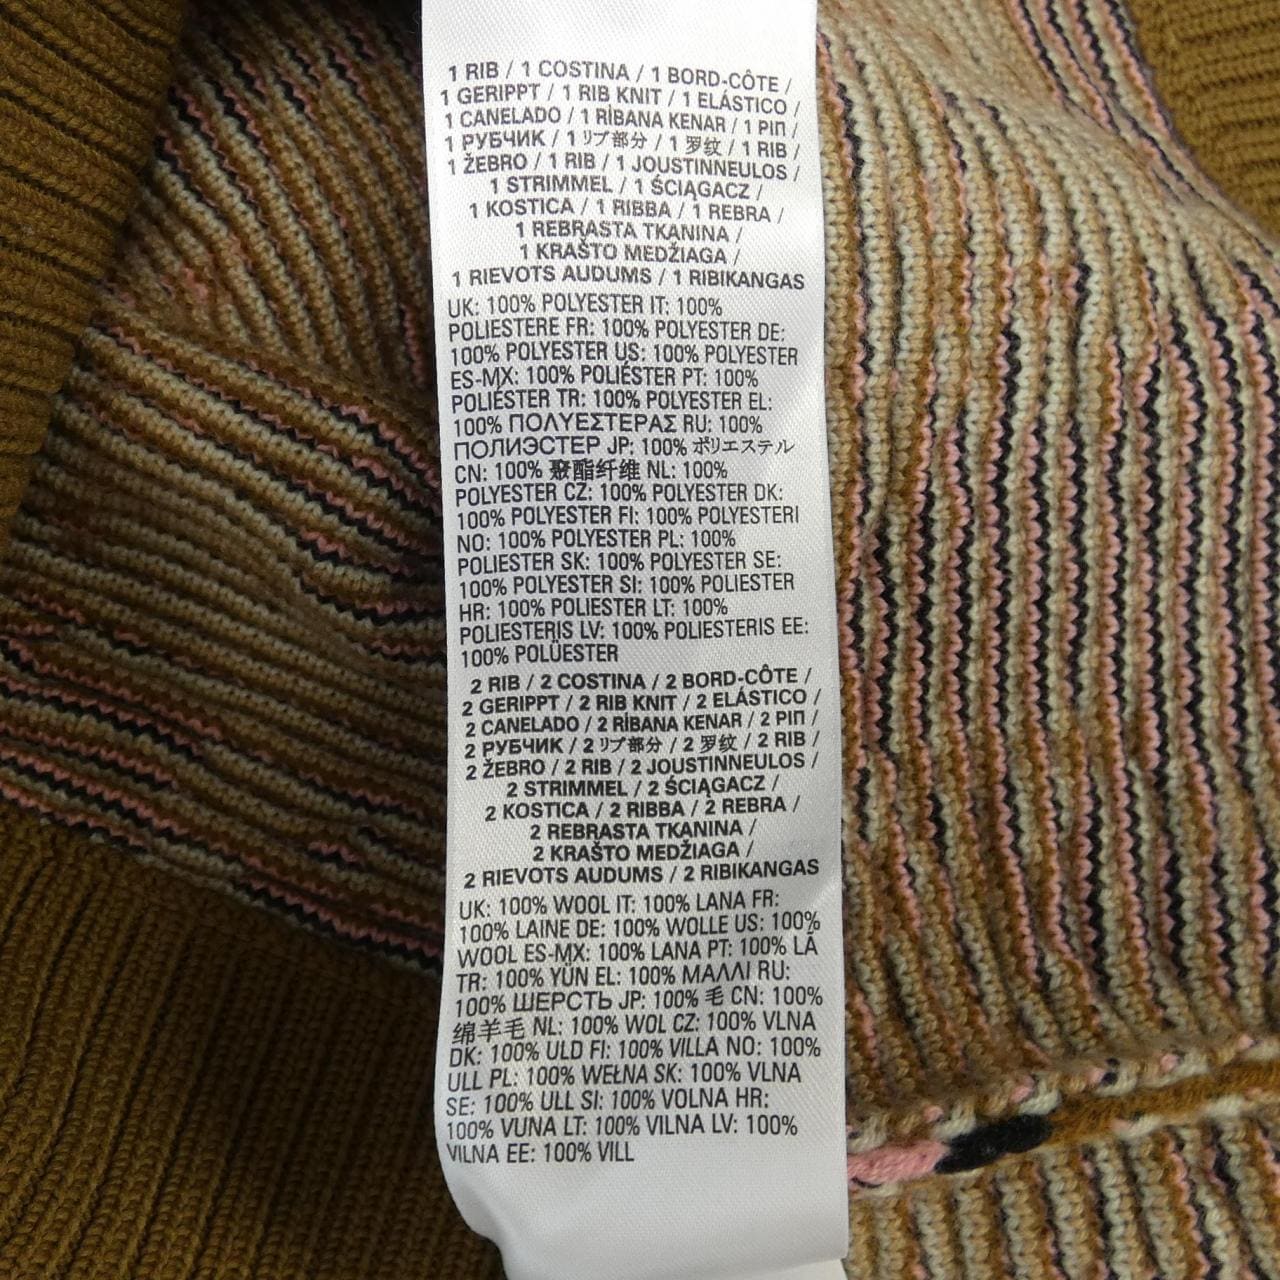 1 RIB / 1 COSTINA / 1 BORD-CÔTE /
1 GERIPPT / 1 RIB KNIT / 1 ELÁSTICO /
1 CANELADO / 1 RİBANA KENAR / 1 ΡΙΠ /
1 РУБЧИК / 1 リブ部分 / 1 罗纹 / 1 RIB /
1 ŽEBRO / 1 RIB / 1 JOUSTINNEULOS /
1 STRIMMEL / 1 ŚCIĄGACZ /
1 KOSTICA / 1 RIBBA / 1 REBRA /
1 REBRASTA TKANINA /
1 KRAŠTO MEDŽIAGA /
1 RIEVOTS AUDUMS / 1 RIBIKANGAS
UK: 100% POLYESTER IT: 100%
POLIESTERE FR: 100% POLYESTER DE:
100% POLYESTER US: 100% POLYESTER
ES-MX: 100% POLIÉSTER PT: 100%
POLIÉSTER TR: 100% POLYESTER EL:
100% ΠΟΛΥΕΣΤΕΡΑΣ RU: 100%
ПОЛИЭСТЕР JP: 100% ポリエステル
CN: 100% 聚酯纤维 NL: 100%
POLYESTER CZ: 100% POLYESTER DK:
100% POLYESTER FI: 100% POLYESTERI
NO: 100% POLYESTER PL: 100%
POLIESTER SK: 100% POLYESTER SE:
100% POLYESTER SI: 100% POLIESTER
HR: 100% POLIESTER LT: 100%
POLIESTERIS LV: 100% POLIESTERIS EE:
100% POLÜESTER
2 RIB / 2 COSTINA / 2 BORD-CÔTE /
2 GERIPPT / 2 RIB KNIT / 2 ELÁSTICO /
2 CANELADO / 2 RİBANA KENAR / 2 ΡΙΠ /
2 РУБЧИК / 2 リブ部分 / 2 罗纹 / 2 RIB /
2 ŽEBRO / 2 RIB / 2 JOUSTINNEULOS /
2 STRIMMEL / 2 ŚCIĄGACZ /
2 KOSTICA / 2 RIBBA / 2 REBRA /
2 REBRASTA TKANINA /
2 KRAŠTO MEDŽIAGA /
2 RIEVOTS AUDUMS / 2 RIBIKANGAS
UK: 100% WOOL IT: 100% LANA FR:
100% LAINE DE: 100% WOLLE US: 100%
WOOL ES-MX: 100% LANA PT: 100% LÃ
TR: 100% YÜN EL: 100% ΜΑΛΛΙ RU:
100% ШЕРСТЬ JP: 100% 毛 CN: 100%
绵羊毛 NL: 100% WOL CZ: 100% VLNA
DK: 100% ULD FI: 100% VILLA NO: 100%
ULL PL: 100% WEŁNA SK: 100% VLNA
SE: 100% ULL SI: 100% VOLNA HR:
100% VUNA LT: 100% VILNA LV: 100%
VILNA EE: 100% VILL